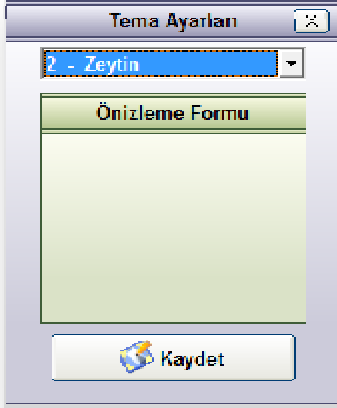 Tema Ayarları
2 - Zeytin
Önizleme Formu
Kaydet